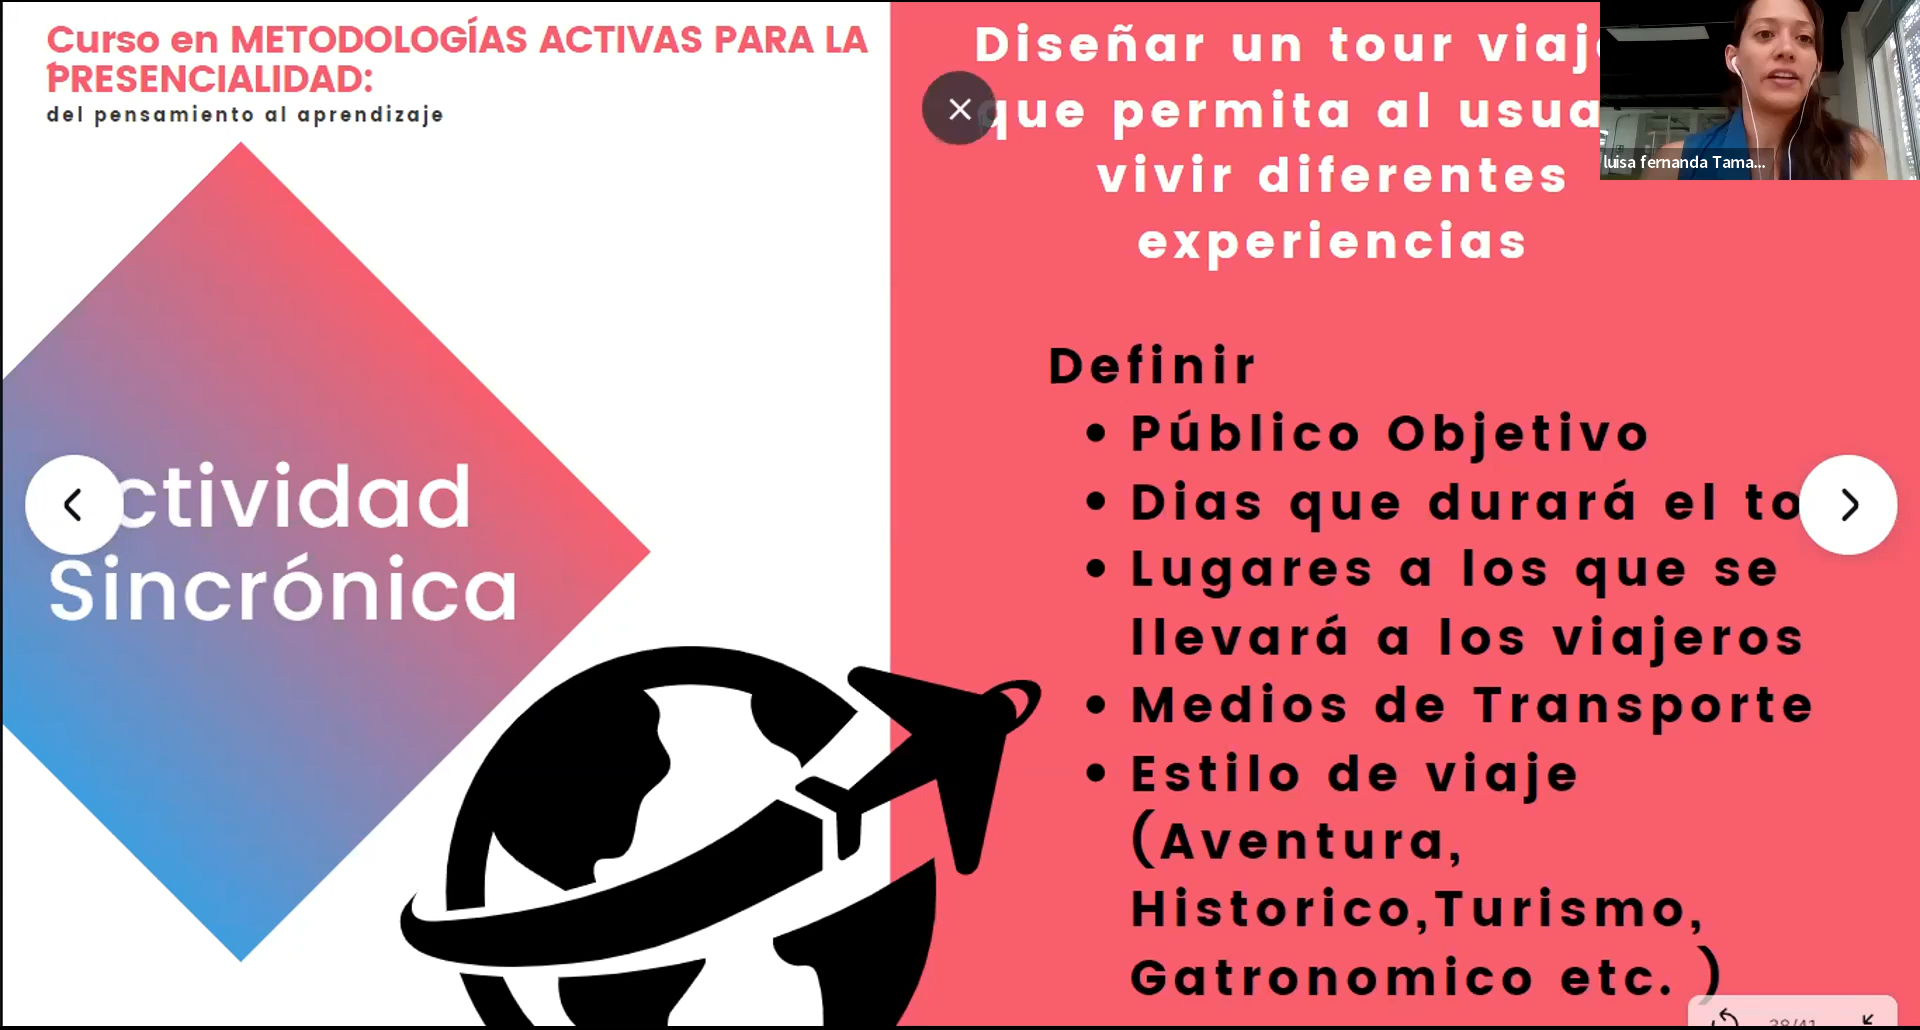 Curso en METODOLOGÍAS ACTIVAS PARA LA
PRESENCIALIDAD:
del pensamiento al aprendizaje
ctividad
Sincrónica
Diseñar un tour viaj
que permita al usua
vivir diferentes
experiencias
luisa fernanda Tama...
Definir
• Público Objetivo
• Dias que durará el to
• Lugares a los que se
llevará a los viajeros
• Medios de Transporte
• Estilo de viaje
(Aventura,
Historico,Turismo,
Gatronomico etc. )
38/41